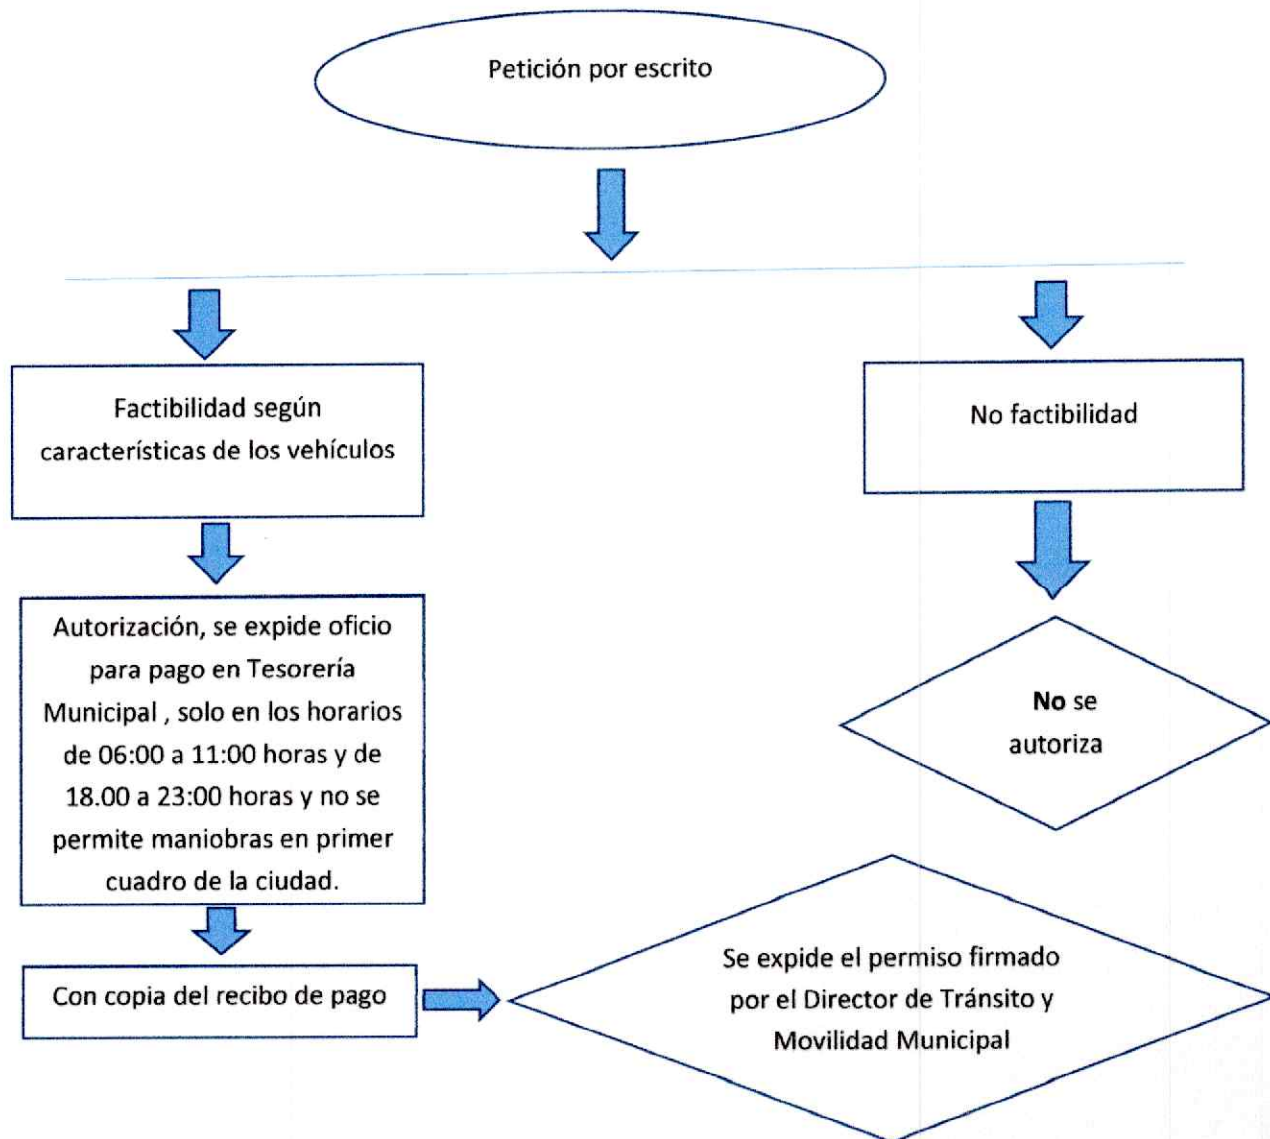 Petición por escrito
Factibilidad según
características de los vehículos
No factibilidad
Autorización, se expide oficio
para pago en Tesorería
Municipal , solo en los horarios
de 06:00 a 11:00 horas y de
18.00 a 23:00 horas y no se
permite maniobras en primer
cuadro de la ciudad.
No se
autoriza
Con copia del recibo de pago
Se expide el permiso firmado
por el Director de Tránsito y
Movilidad Municipal